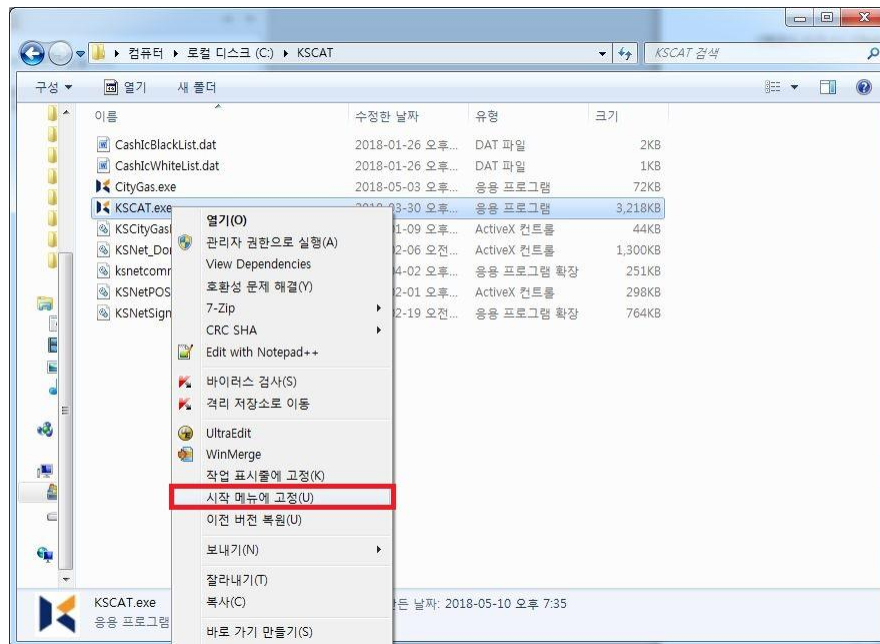 컴퓨터 ▸ 로컬 디스크 (C:) ▸ KSCAT
KSCAT 검색
구성 열기 새 폴더
이름 수정한 날짜 유형 크기
CashIcBlackList.dat 2018-01-26 오후... DAT 파일 2KB
CashIcWhiteList.dat 2018-01-26 오후... DAT 파일 1KB
CityGas.exe 2018-05-03 오후... 응용 프로그램 72KB
KSCAT.exe 2018-03-30 오후... 응용 프로그램 3,218KB
KSCityGas 01-09 오후... ActiveX 컨트롤 44KB
KSNet_Do 02-06 오전... ActiveX 컨트롤 1,300KB
ksnetcomm 04-02 오후... 응용 프로그램 확장 251KB
KSNetPOS 02-01 오후... ActiveX 컨트롤 298KB
KSNetSign 02-19 오전... 응용 프로그램 확장 764KB
열기(O)
관리자 권한으로 실행(A)
View Dependencies
호환성 문제 해결(Y)
7-Zip
CRC SHA
Edit with Notepad++
바이러스 검사(S)
격리 저장소로 이동
UltraEdit
WinMerge
작업 표시줄에 고정(K)
시작 메뉴에 고정(U)
이전 버전 복원(U)
보내기(N)
잘라내기(T)
복사(C)
바로 가기 만들기(S)
KSCAT.exe 만든 날짜: 2018-05-10 오후 7:35
응용 프로그램